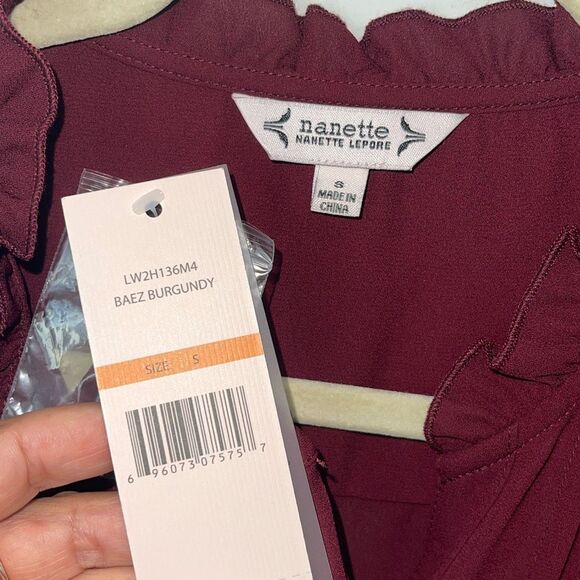 nanette
NANETTE LEPORE
S
MADE IN
CHINA
LW2H136M4
BAEZ BURGUNDY
SIZE S
6 96073 07575 7